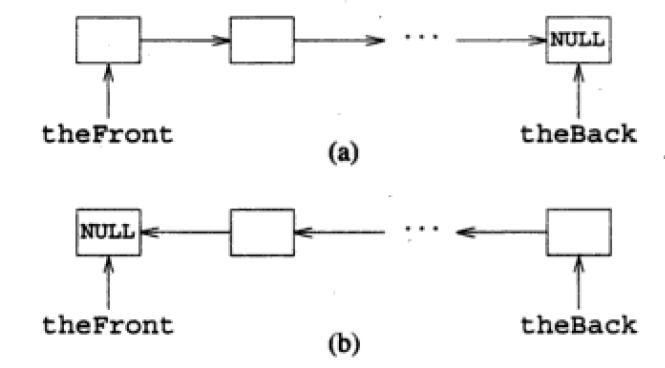 ··· NULL
theFront theBack
(a)
NULL ···
theFront theBack
(b)